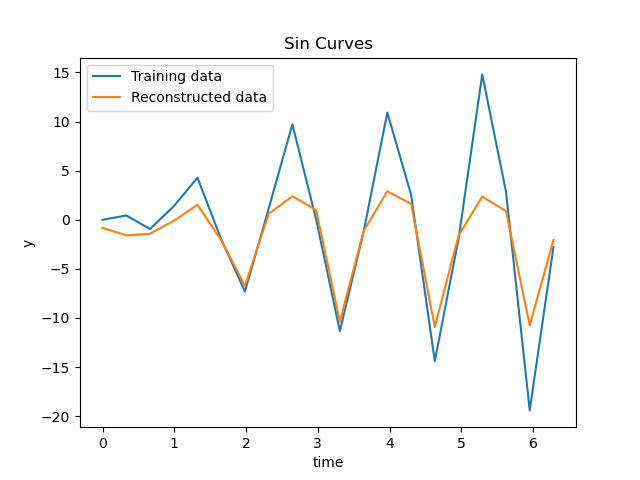 Sin Curves
Training data
Reconstructed data
15
10
5
0
−5
−10
−15
−20
y
0 1 2 3 4 5 6
time